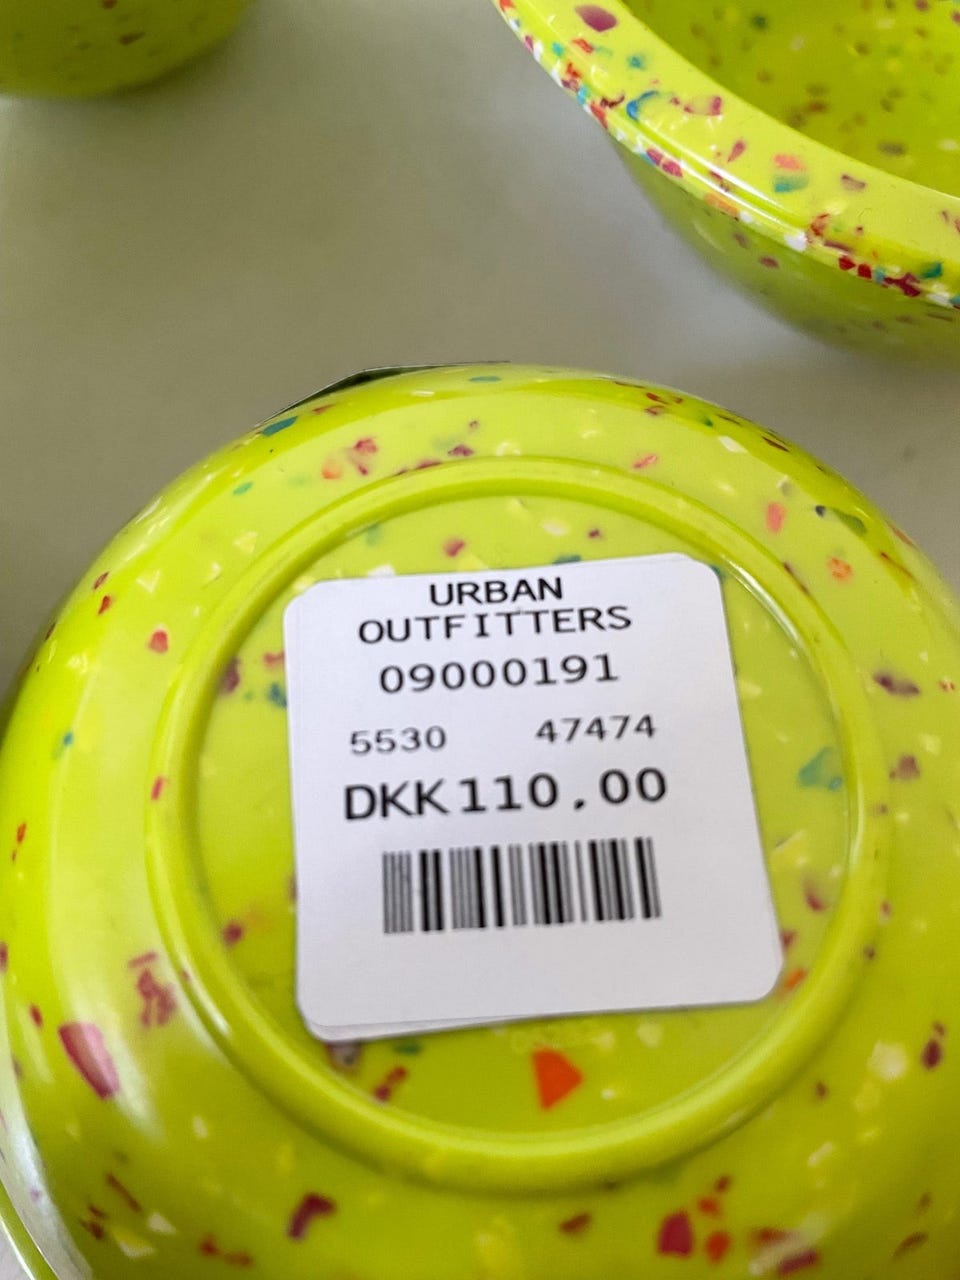 URBAN
OUTFITTERS
09000191
5530 47474
DKK110,00